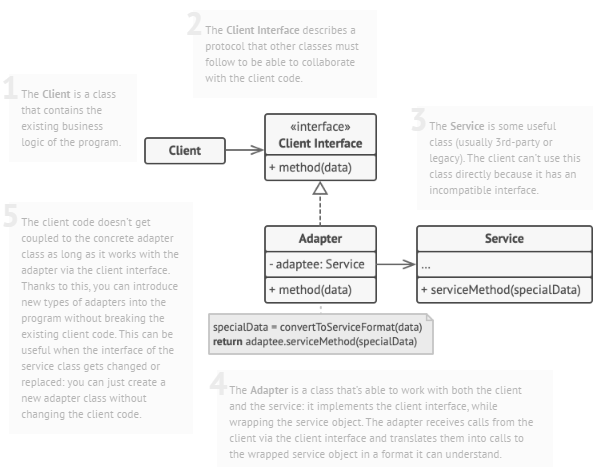 1
The Client is a class
that contains the
existing business
logic of the program.
2
The Client Interface describes a
protocol that other classes must
follow to be able to collaborate
with the client code.
Client
«interface»
Client Interface
+ method(data)
3
The Service is some useful
class (usually 3rd-party or
legacy). The client can't use this
class directly because it has an
incompatible interface.
Adapter
- adaptee: Service
+ method(data)
Service
...
+ serviceMethod(specialData)
specialData = convertToServiceFormat(data)
return adaptee.serviceMethod(specialData)
4
The Adapter is a class that's able to work with both the client
and the service: it implements the client interface, while
wrapping the service object. The adapter receives calls from the
client via the client interface and translates them into calls to
the wrapped service object in a format it can understand.
5
The client code doesn't get
coupled to the concrete adapter
class as long as it works with the
adapter via the client interface.
Thanks to this, you can introduce
new types of adapters into the
program without breaking the
existing client code. This can be
useful when the interface of the
service class gets changed or
replaced: you can just create a
new adapter class without
changing the client code.